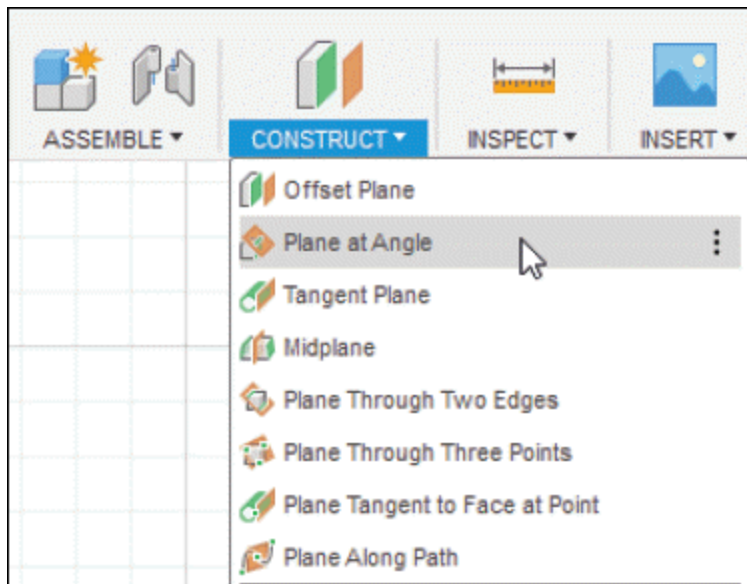 ASSEMBLE CONSTRUCT INSPECT INSERT
Offset Plane
Plane at Angle
Tangent Plane
Midplane
Plane Through Two Edges
Plane Through Three Points
Plane Tangent to Face at Point
Plane Along Path